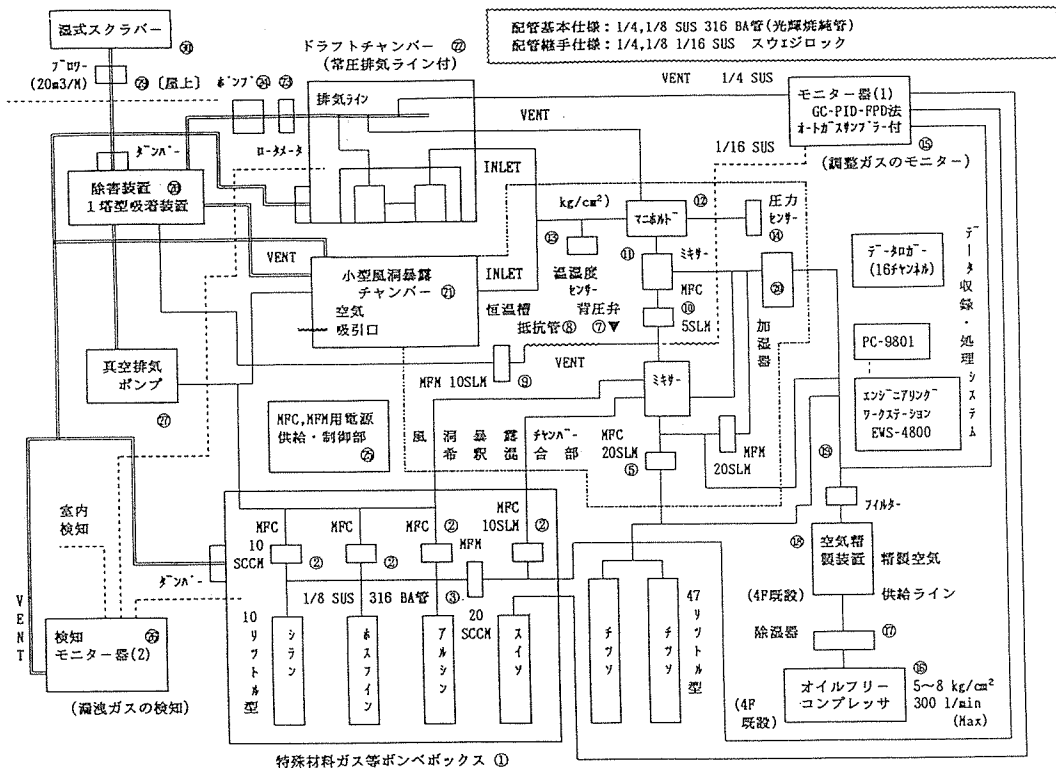 配管基本仕様：1/4,1/8 SUS 316 BA管(光輝焼鈍管)
配管継手仕様：1/4,1/8 1/16 SUS スウェジロック
湿式スクラバー ㉚
ブロワー
(20m3/M)
㉙ 〔屋上〕
ポンプ ㉔ ㉓
ロータメータ
ダンパー
ドラフトチャンバー ㉒
(常圧排気ライン付)
排気ライン
VENT 1/4 SUS
VENT
モニター器(1)
GC-PID-FPD法
オートガスサンプラー付
⑮
(調整ガスのモニター)
1/16 SUS
除害装置 ㉘
1塔型吸着装置
INLET
kg/cm²)
マニホルド ⑫
圧力
センサー
⑭
⑬
温湿度
センサー
⑪ ミキサー
MFC
⑩
5SLM
⑳
加湿器
データロガー
(16チャンネル)
データ収録・処理システム
PC-9801
エンジニアリング
ワークステーション
EWS-4800
VENT
小型風洞暴露
チャンバー ㉑
空気
吸引口
INLET
恒温槽 背圧弁
抵抗管⑧ ⑦▼
VENT
MFM 10SLM ⑨
真空排気
ポンプ
㉗
ミキサー
MFC,MFM用電源
供給・制御部
㉕
風洞暴露チャンバー
希釈混合部
MFC
20SLM
⑤
MFM
20SLM
⑲
フィルター
⑱
空気精
製装置
精製空気
(4F既設)
供給ライン
除湿器 ⑰
⑯
オイルフリー
コンプレッサ
(4F
既設)
5～8 kg/cm²
300 l/min
(Max)
室内
検知
ダンパー
VENT
検知 ㉖
モニター器(2)
(漏洩ガスの検知)
MFC
10
SCCM
②
MFC
②
MFC ②
MFM
MFC
10SLM
②
1/8 SUS 316 BA管 ③ 20
SCCM
10リットル型
シラン
ホスフィン
アルシン
スイソ
チッソ
チッソ
47リットル型
特殊材料ガス等ボンベボックス ①